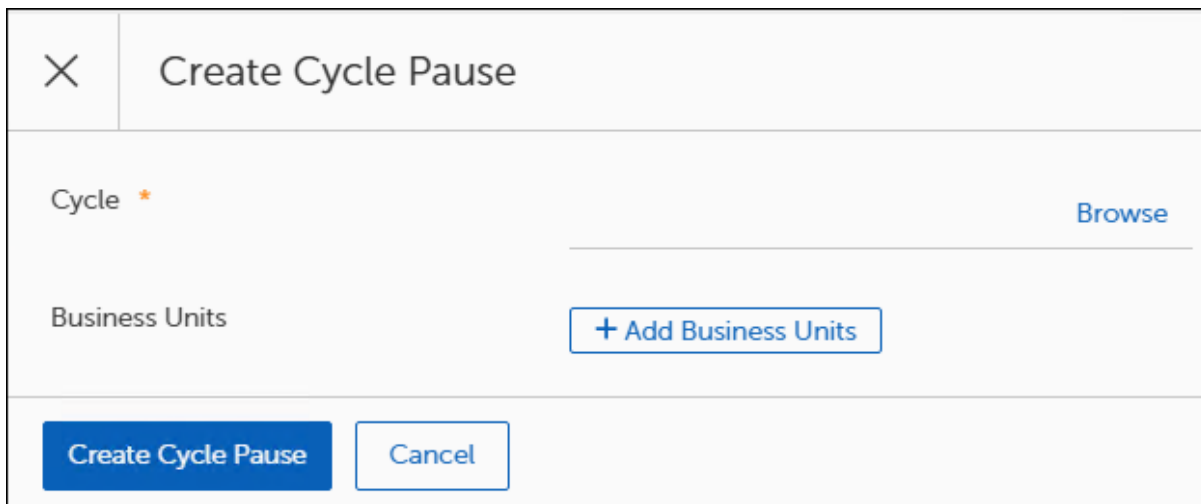 Create Cycle Pause
Cycle *
Browse
Business Units
+ Add Business Units
Create Cycle Pause
Cancel